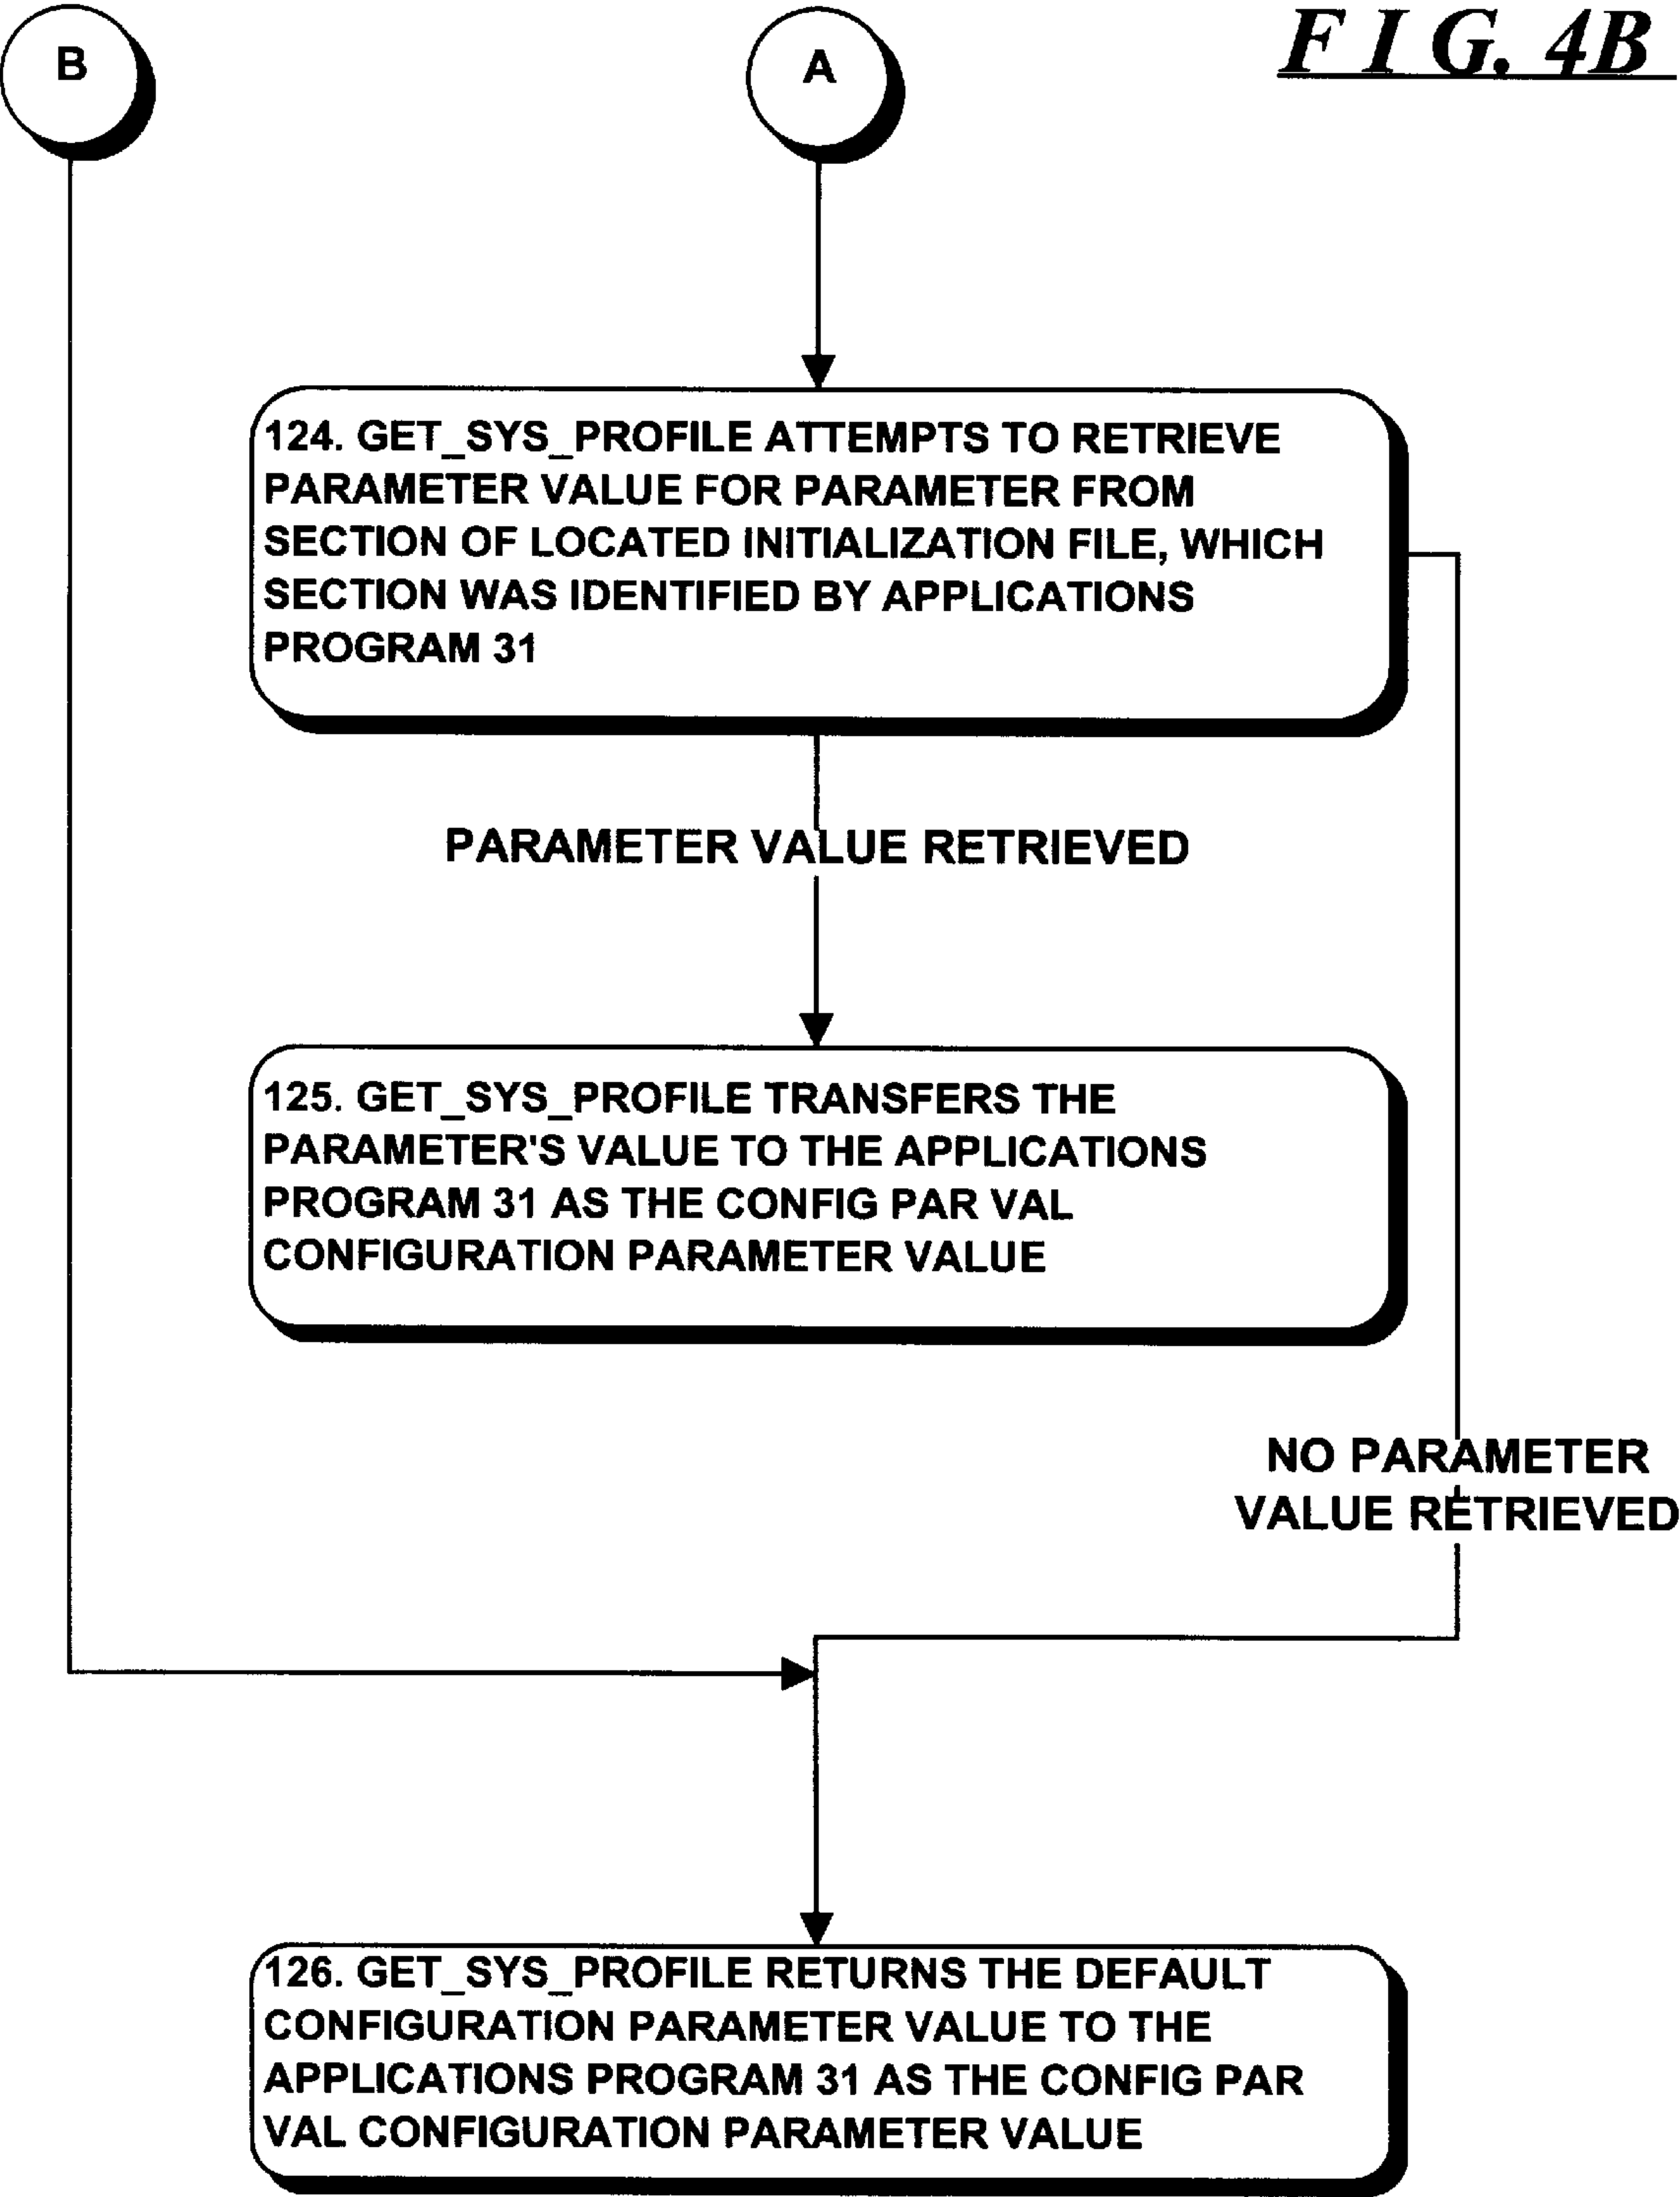 B
A
F I G. 4B
124. GET_SYS_PROFILE ATTEMPTS TO RETRIEVE
PARAMETER VALUE FOR PARAMETER FROM
SECTION OF LOCATED INITIALIZATION FILE, WHICH
SECTION WAS IDENTIFIED BY APPLICATIONS
PROGRAM 31
PARAMETER VALUE RETRIEVED
125. GET_SYS_PROFILE TRANSFERS THE
PARAMETER'S VALUE TO THE APPLICATIONS
PROGRAM 31 AS THE CONFIG PAR VAL
CONFIGURATION PARAMETER VALUE
NO PARAMETER
VALUE RETRIEVED
126. GET_SYS_PROFILE RETURNS THE DEFAULT
CONFIGURATION PARAMETER VALUE TO THE
APPLICATIONS PROGRAM 31 AS THE CONFIG PAR
VAL CONFIGURATION PARAMETER VALUE